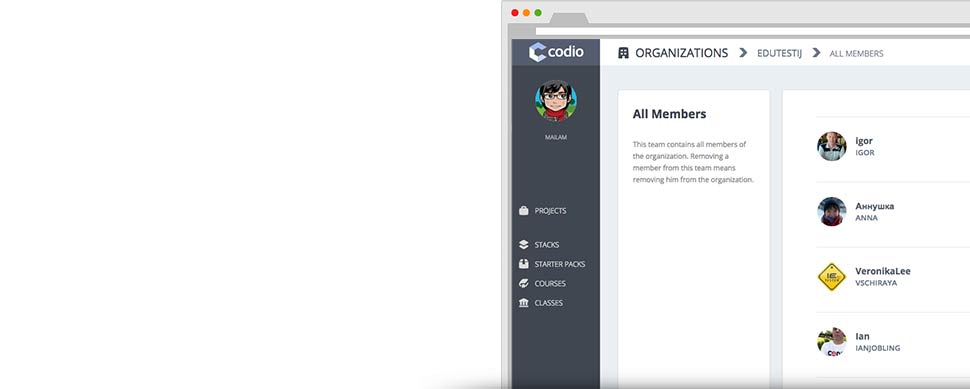 codio
ORGANIZATIONS EDUTESTIJ ALL MEMBERS
MAILAM
PROJECTS
STACKS
STARTER PACKS
COURSES
CLASSES
All Members
This team contains all members of
the organization. Removing a
member from this team means
removing him from the organization.
igor
IGOR
Аннушка
ANNA
VeronikaLee
VSCHIRAYA
Ian
IANJOBLING